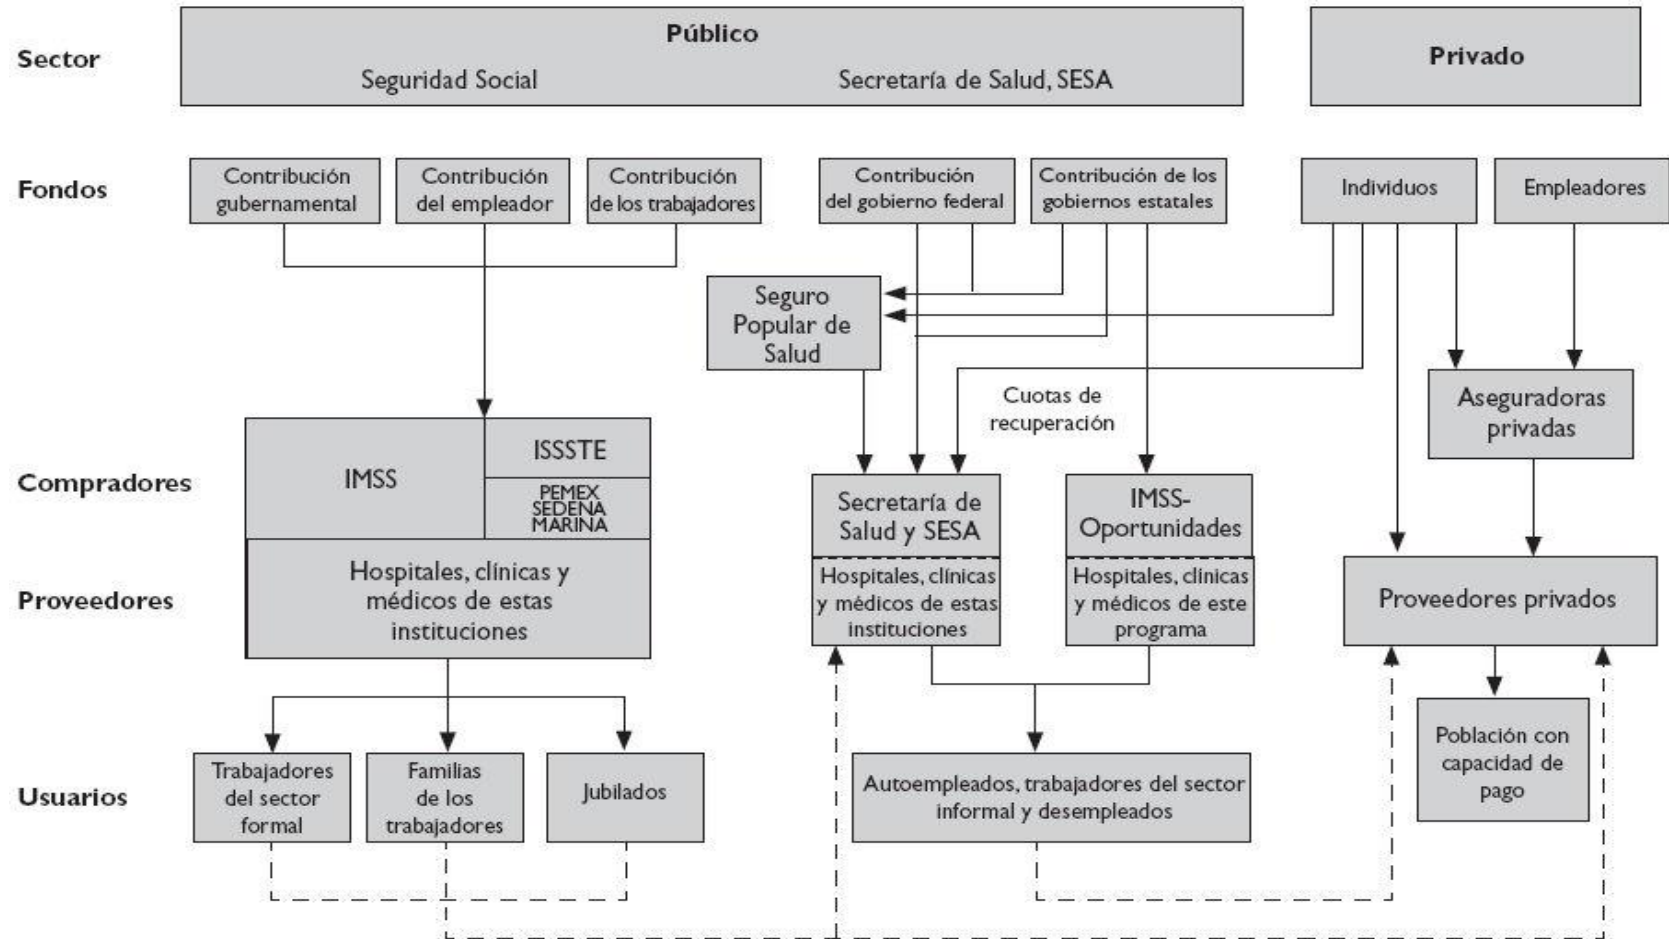 Sector
Público
Seguridad Social
Secretaría de Salud, SESA
Privado
Fondos
Contribución
gubernamental
Contribución
del empleador
Contribución
de los trabajadores
Contribución
del gobierno federal
Contribución de los
gobiernos estatales
Individuos
Empleadores
Seguro
Popular de
Salud
Cuotas de
recuperación
Aseguradoras
privadas
Compradores
IMSS
ISSSTE
PEMEX
SEDENA
MARINA
Secretaría de
Salud y SESA
IMSS-
Oportunidades
Proveedores
Hospitales, clínicas y
médicos de estas
instituciones
Hospitales, clínicas
y médicos de estas
instituciones
Hospitales, clínicas
y médicos de este
programa
Proveedores privados
Usuarios
Trabajadores
del sector
formal
Familias
de los
trabajadores
Jubilados
Autoempleados, trabajadores del sector
informal y desempleados
Población con
capacidad de
pago